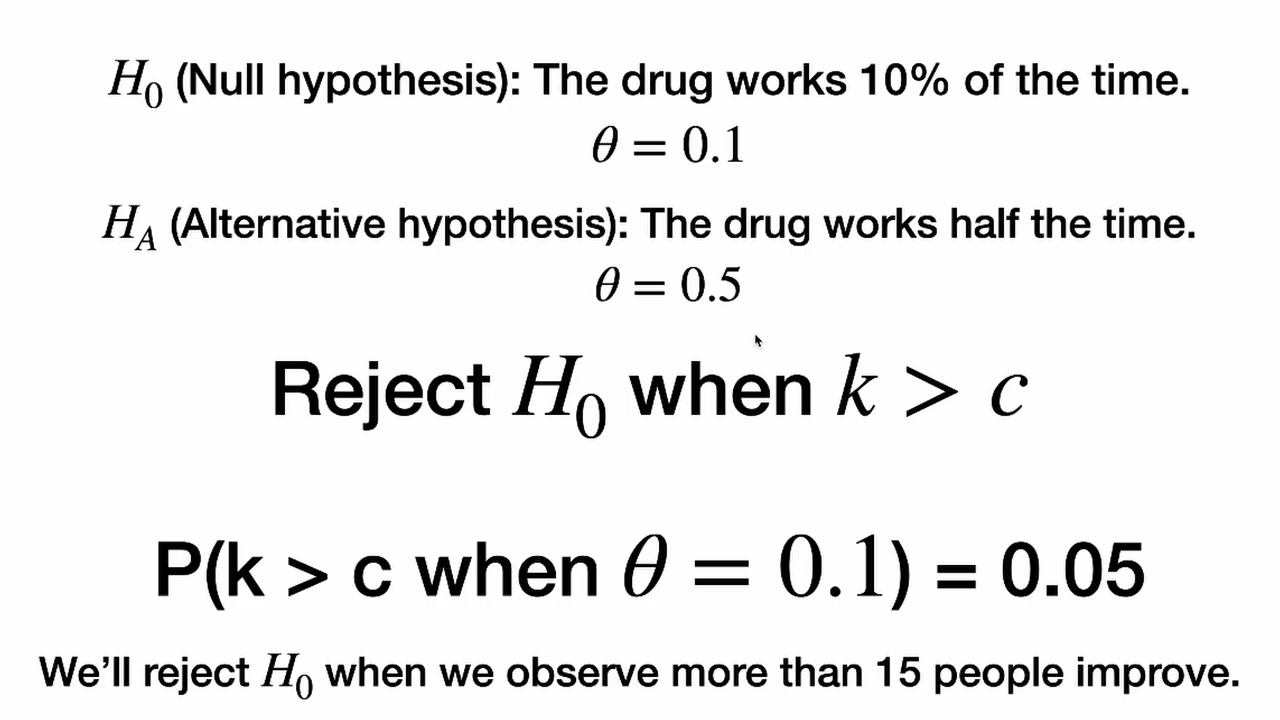 H₀ (Null hypothesis): The drug works 10% of the time.
θ = 0.1
H_A (Alternative hypothesis): The drug works half the time.
θ = 0.5
Reject H₀ when k > c
P(k > c when θ = 0.1) = 0.05
We’ll reject H₀ when we observe more than 15 people improve.